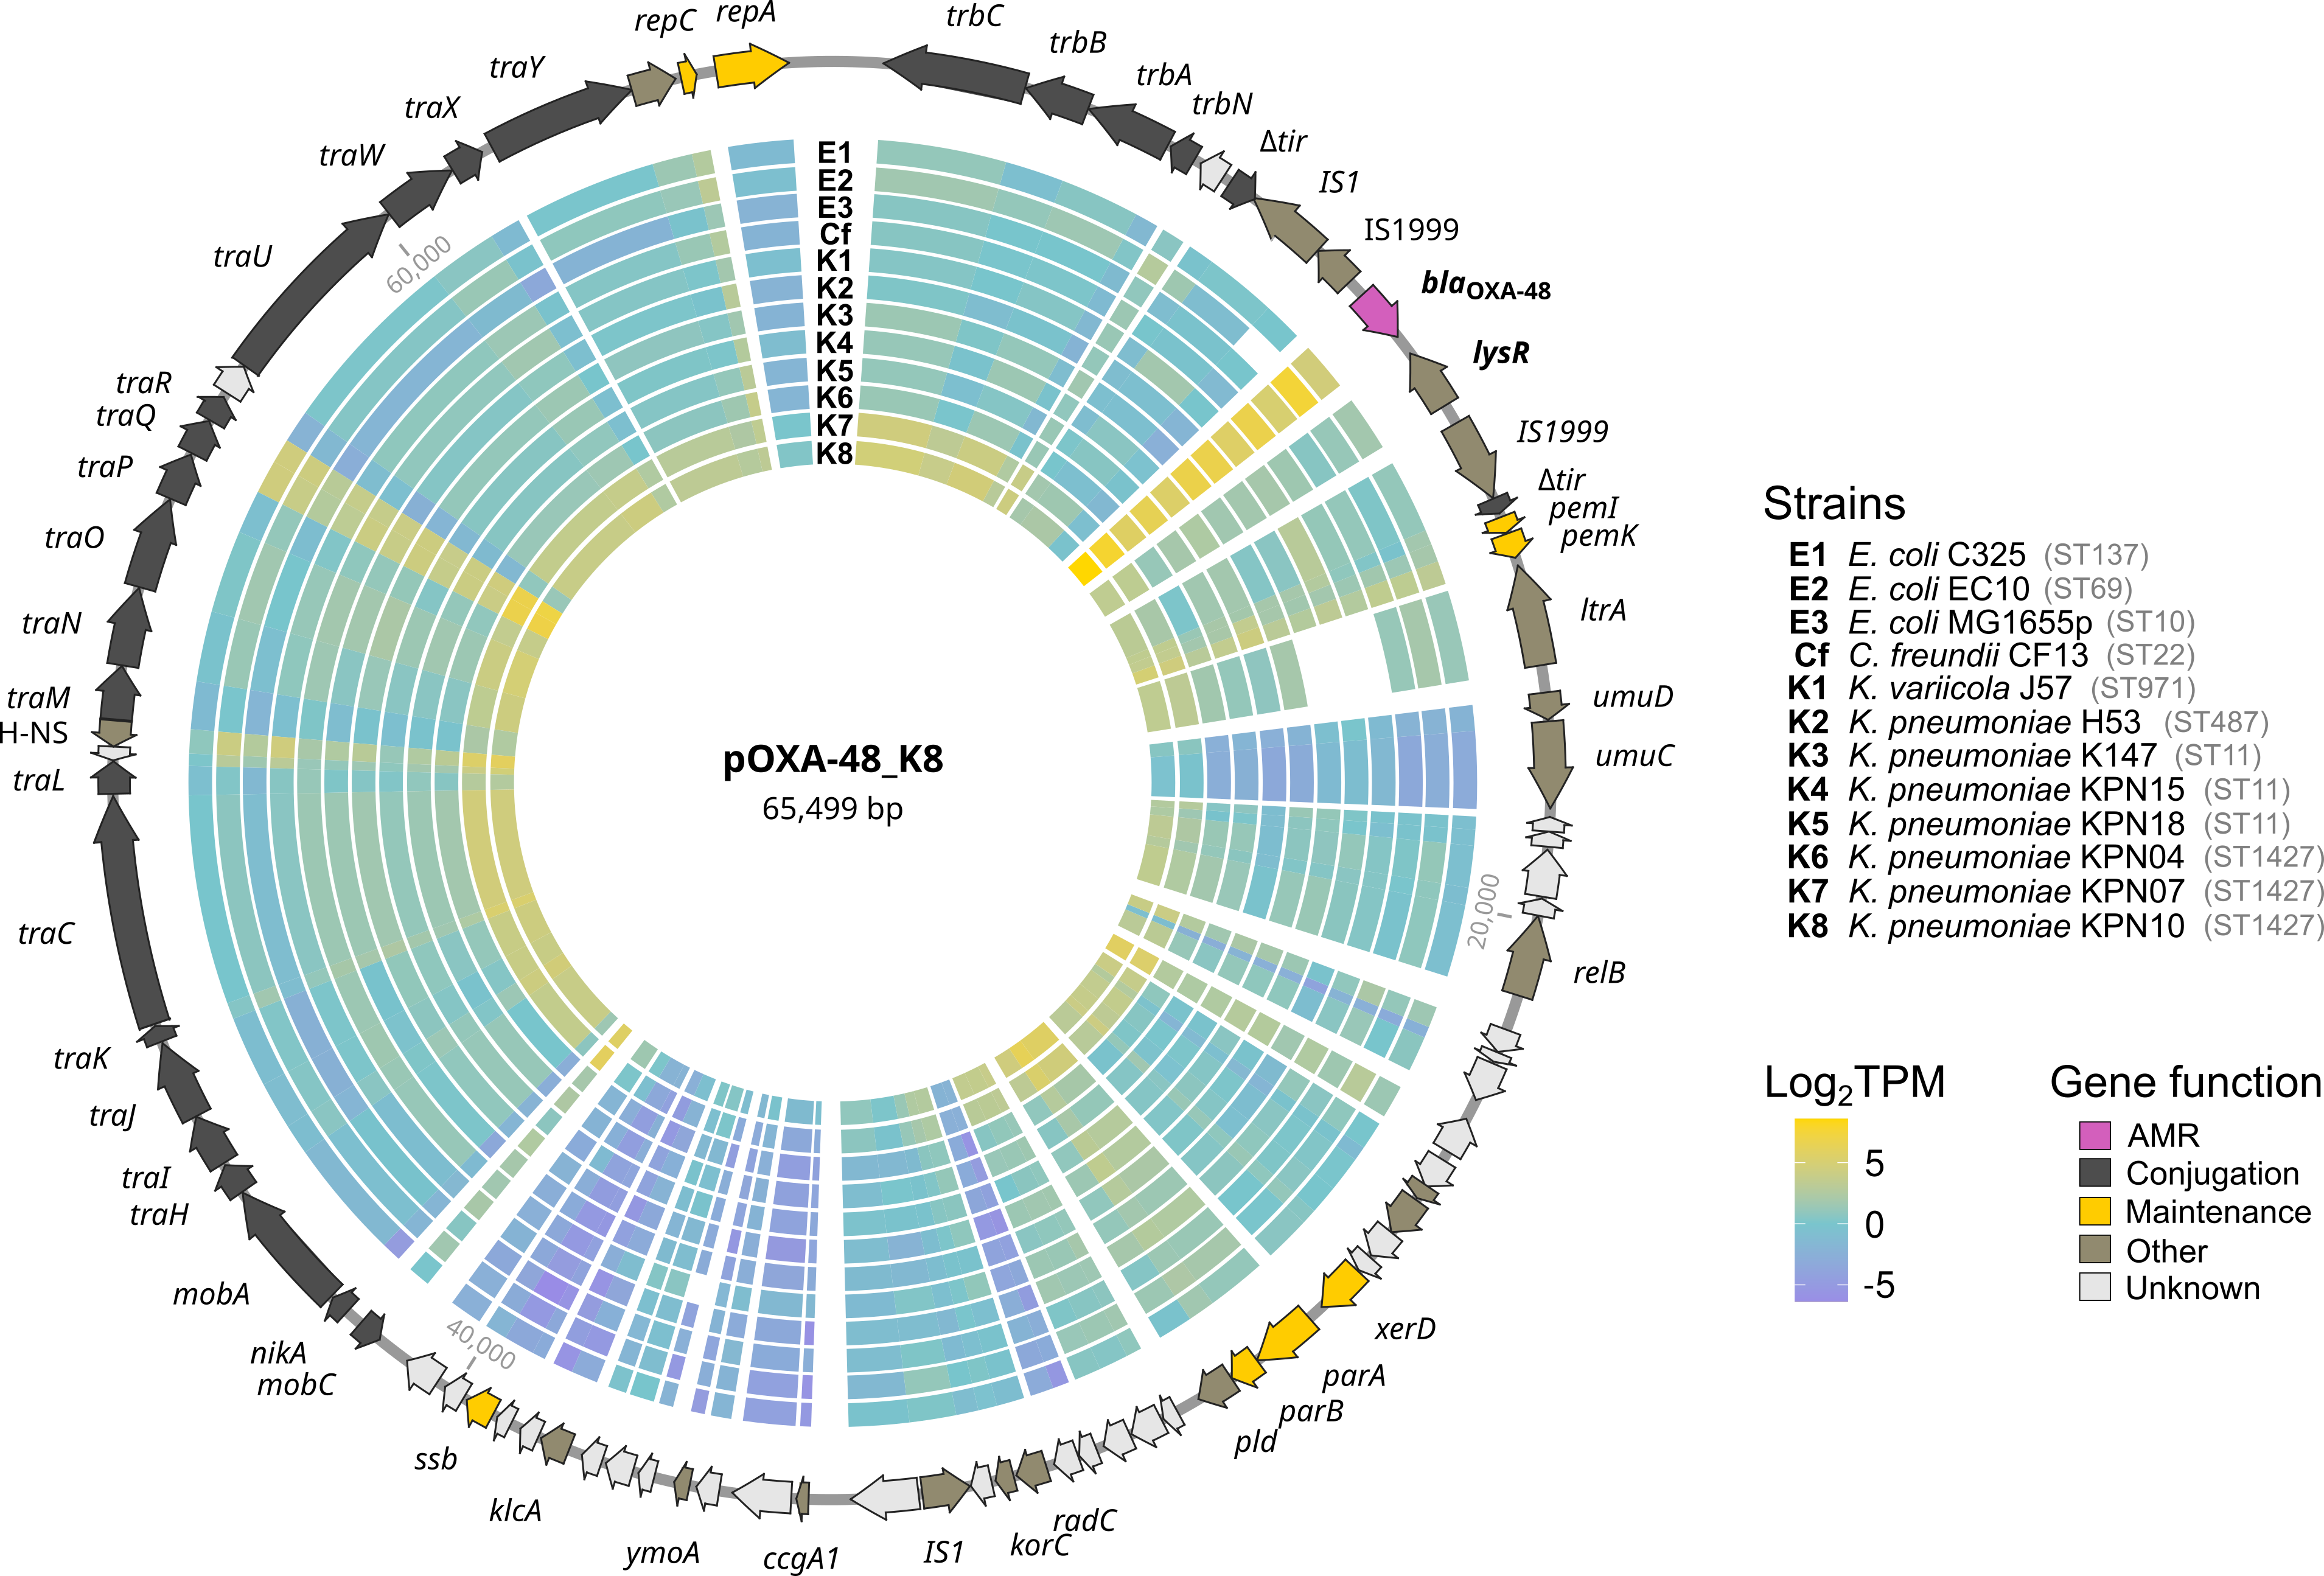 repC
repA
trbC
trbB
trbA
trbN
Δtir
IS1
IS1999
blaOXA-48
lysR
IS1999
Δtir
pemI
pemK
ltrA
umuD
umuC
20,000
relB
xerD
parA
parB
pld
radC
korC
IS1
ccgA1
ymoA
klcA
40,000
ssb
mobC
nikA
mobA
traH
traI
traJ
traK
traC
traL
H-NS
traM
traN
traO
traP
traQ
traR
traU
60,000
traW
traX
traY
E1
E2
E3
Cf
K1
K2
K3
K4
K5
K6
K7
K8
pOXA-48_K8
65,499 bp
Strains
E1 E. coli C325 (ST137)
E2 E. coli EC10 (ST69)
E3 E. coli MG1655p (ST10)
Cf C. freundii CF13 (ST22)
K1 K. variicola J57 (ST971)
K2 K. pneumoniae H53 (ST487)
K3 K. pneumoniae K147 (ST11)
K4 K. pneumoniae KPN15 (ST11)
K5 K. pneumoniae KPN18 (ST11)
K6 K. pneumoniae KPN04 (ST1427)
K7 K. pneumoniae KPN07 (ST1427)
K8 K. pneumoniae KPN10 (ST1427)
Log2TPM
5
0
-5
Gene function
AMR
Conjugation
Maintenance
Other
Unknown